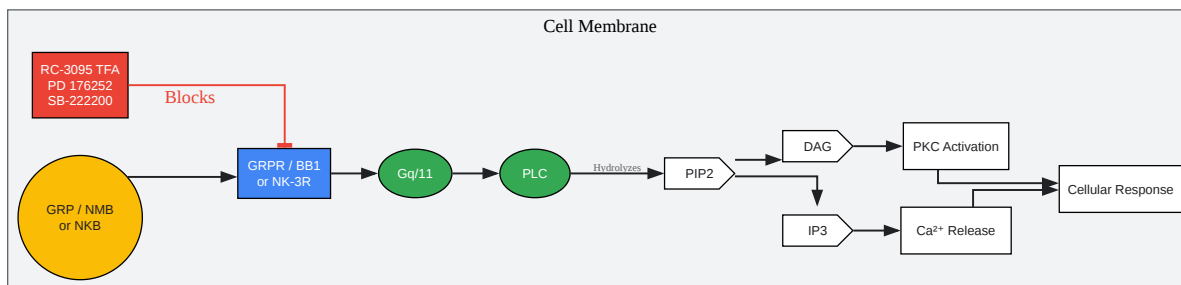 Cell Membrane
RC-3095 TFA
PD 176252
SB-222200
Blocks
GRP / NMB
or NKB
GRPR / BB1
or NK-3R
Gq/11
PLC
Hydrolyzes
PIP2
DAG
PKC Activation
IP3
Ca²⁺ Release
Cellular Response